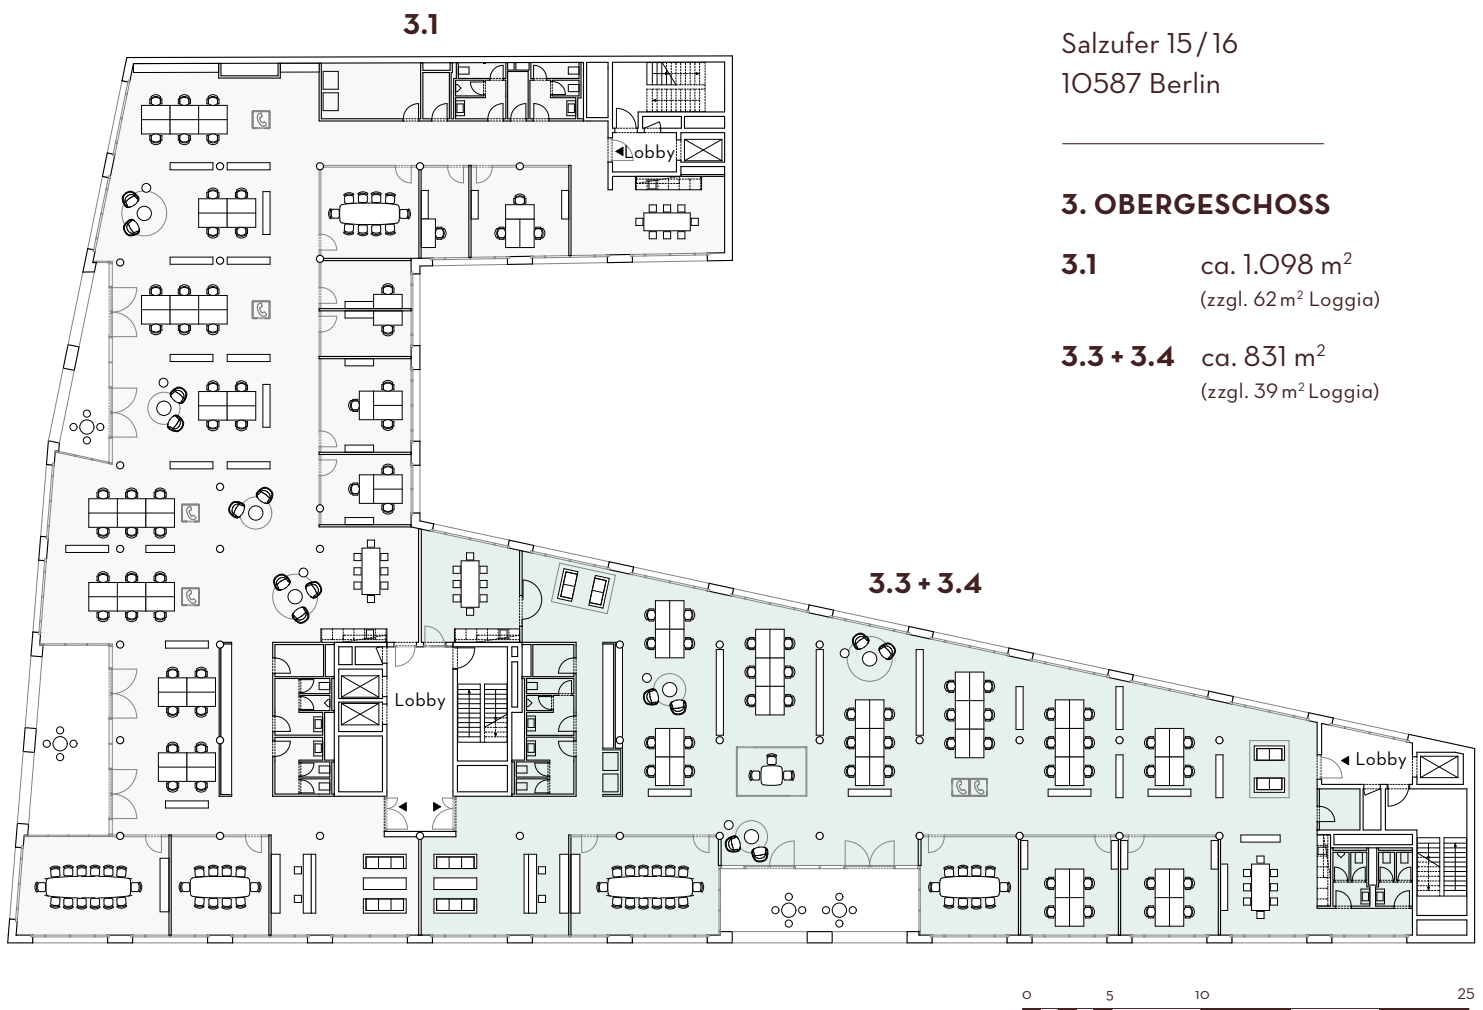 3.1
Salzufer 15/16
10587 Berlin
3. OBERGESCHOSS
3.1 ca. 1.098 m²
(zzgl. 62 m² Loggia)
3.3 + 3.4 ca. 831 m²
(zzgl. 39 m² Loggia)
Lobby
3.3 + 3.4
Lobby
Lobby
0 5 10 25